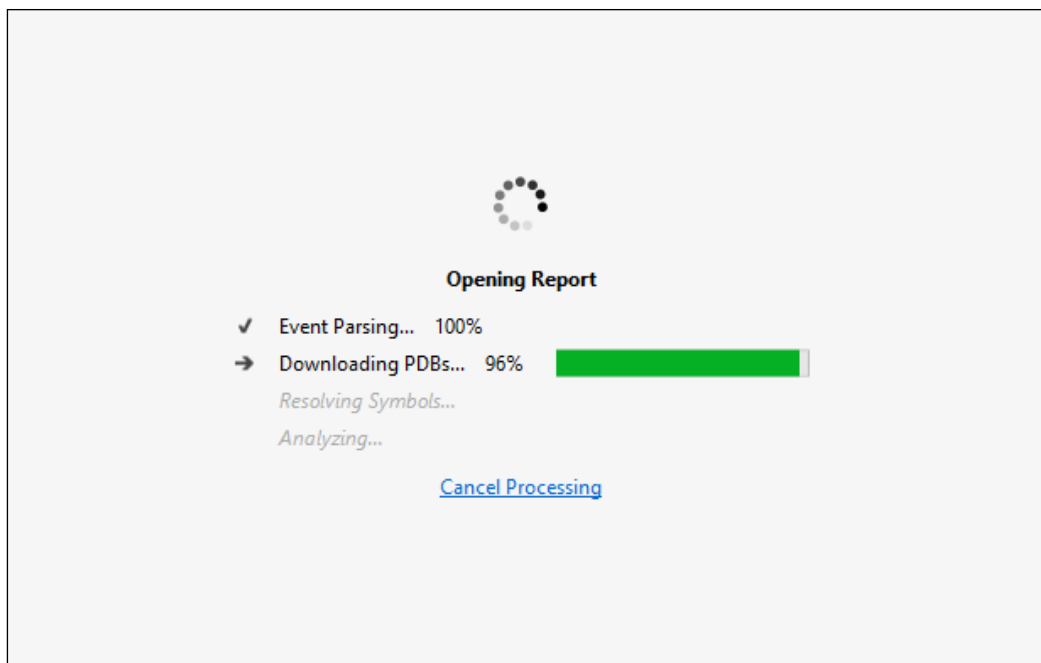 Opening Report
Event Parsing... 100%
Downloading PDBs... 96%
Resolving Symbols...
Analyzing...
Cancel Processing